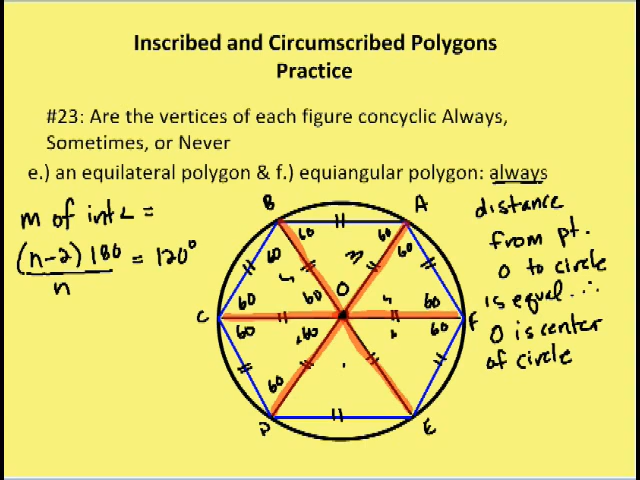 Inscribed and Circumscribed Polygons
Practice
#23: Are the vertices of each figure concyclic Always,
Sometimes, or Never
e.) an equilateral polygon & f.) equiangular polygon: always
m of int ∠ =
(n-2) 180 = 120°
n
distance
from pt.
O to circle
is equal ∴
O is center
of circle
B
A
60
60
60
60
O
60
60
60
C
F
60
60
60
60
D
E